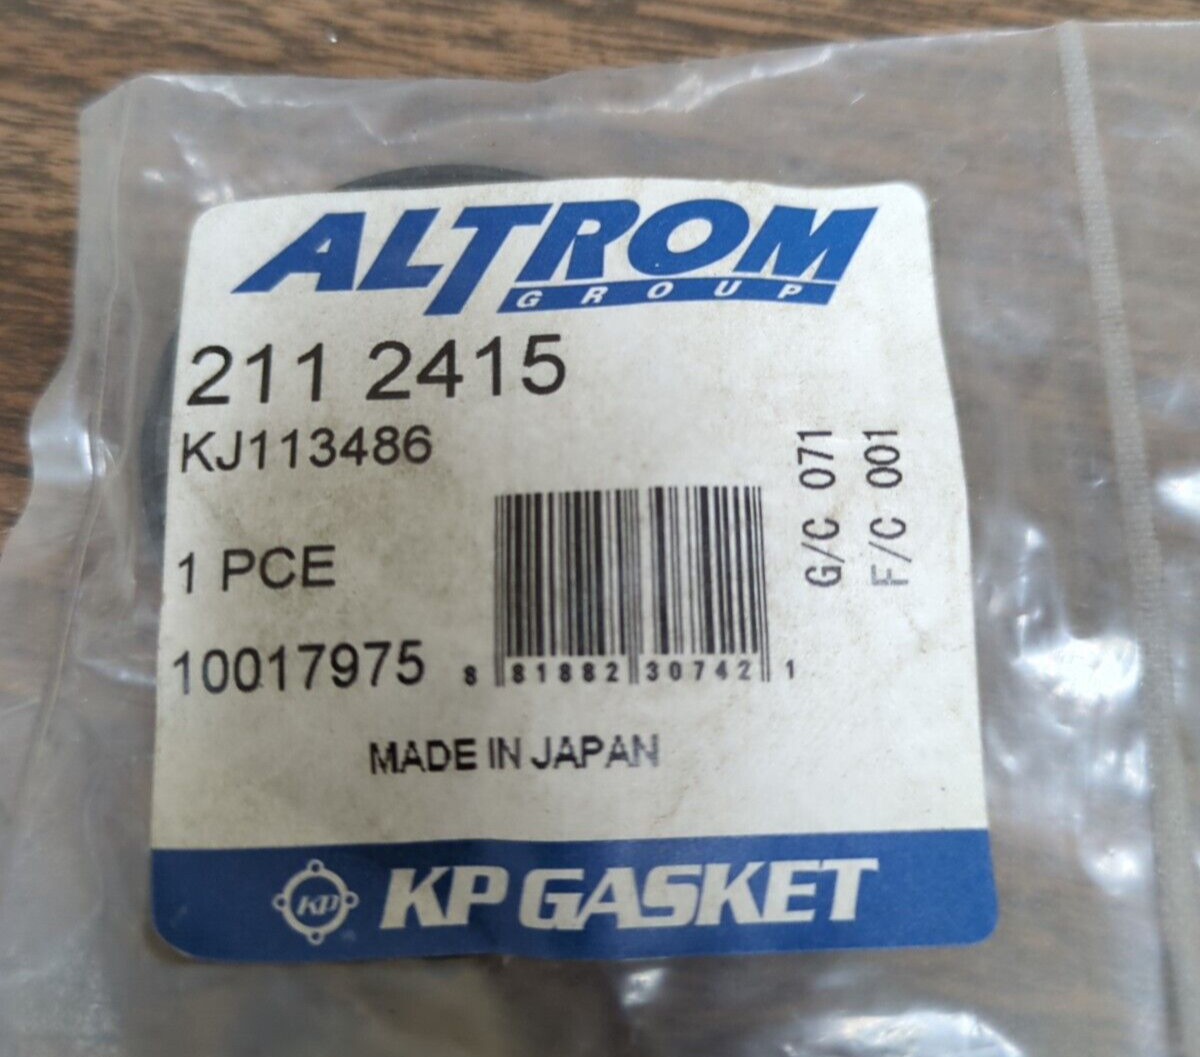 ALTROM
GROUP
211 2415
KJ113486
1 PCE
10017975
8 81882 30742 1
G/C 071
F/C 001
MADE IN JAPAN
KP KP GASKET